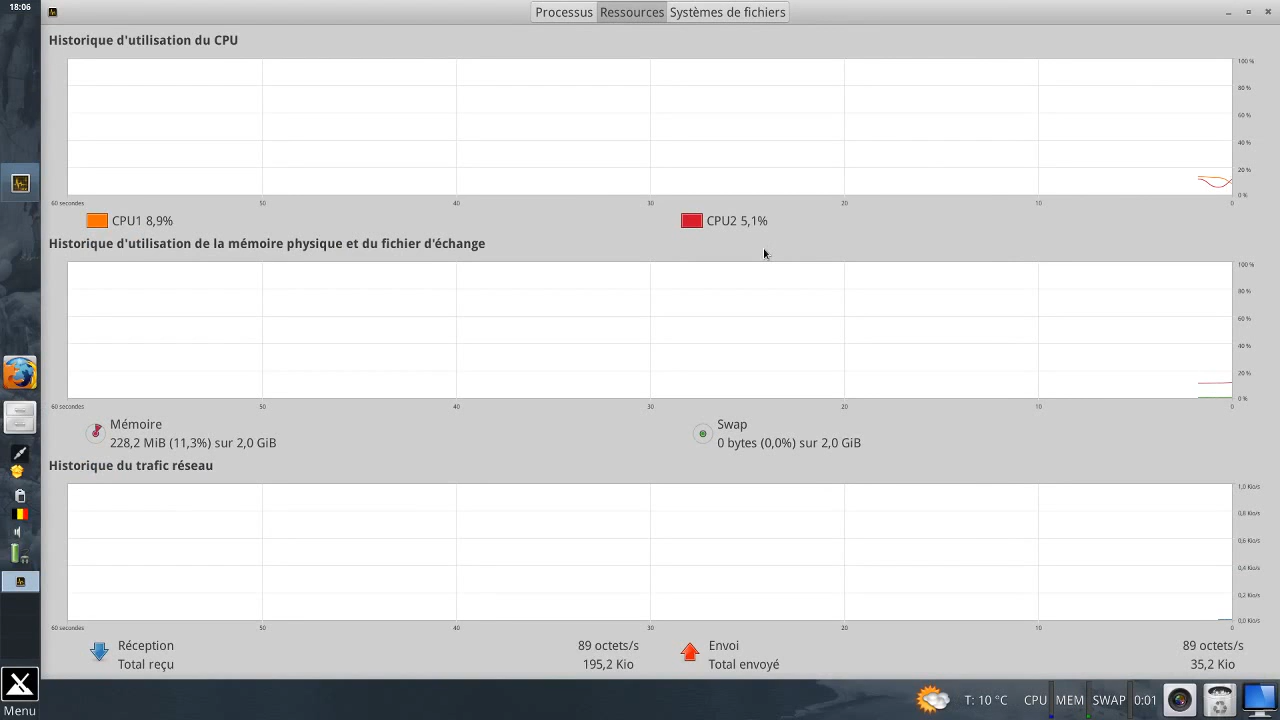 18:06
Processus Ressources Systèmes de fichiers
Historique d'utilisation du CPU
100 %
80 %
60 %
40 %
20 %
0 %
60 secondes 50 40 30 20 10 0
CPU1 8,9% CPU2 5,1%
Historique d'utilisation de la mémoire physique et du fichier d'échange
100 %
80 %
60 %
40 %
20 %
0 %
60 secondes 50 40 30 20 10 0
Mémoire Swap
228,2 MiB (11,3%) sur 2,0 GiB 0 bytes (0,0%) sur 2,0 GiB
Historique du trafic réseau
1,0 Kio/s
0,8 Kio/s
0,6 Kio/s
0,4 Kio/s
0,2 Kio/s
0,0 Kio/s
60 secondes 50 40 30 20 10 0
Réception 89 octets/s Envoi 89 octets/s
Total reçu 195,2 Kio Total envoyé 35,2 Kio
T: 10 °C CPU MEM SWAP 0:01
Menu